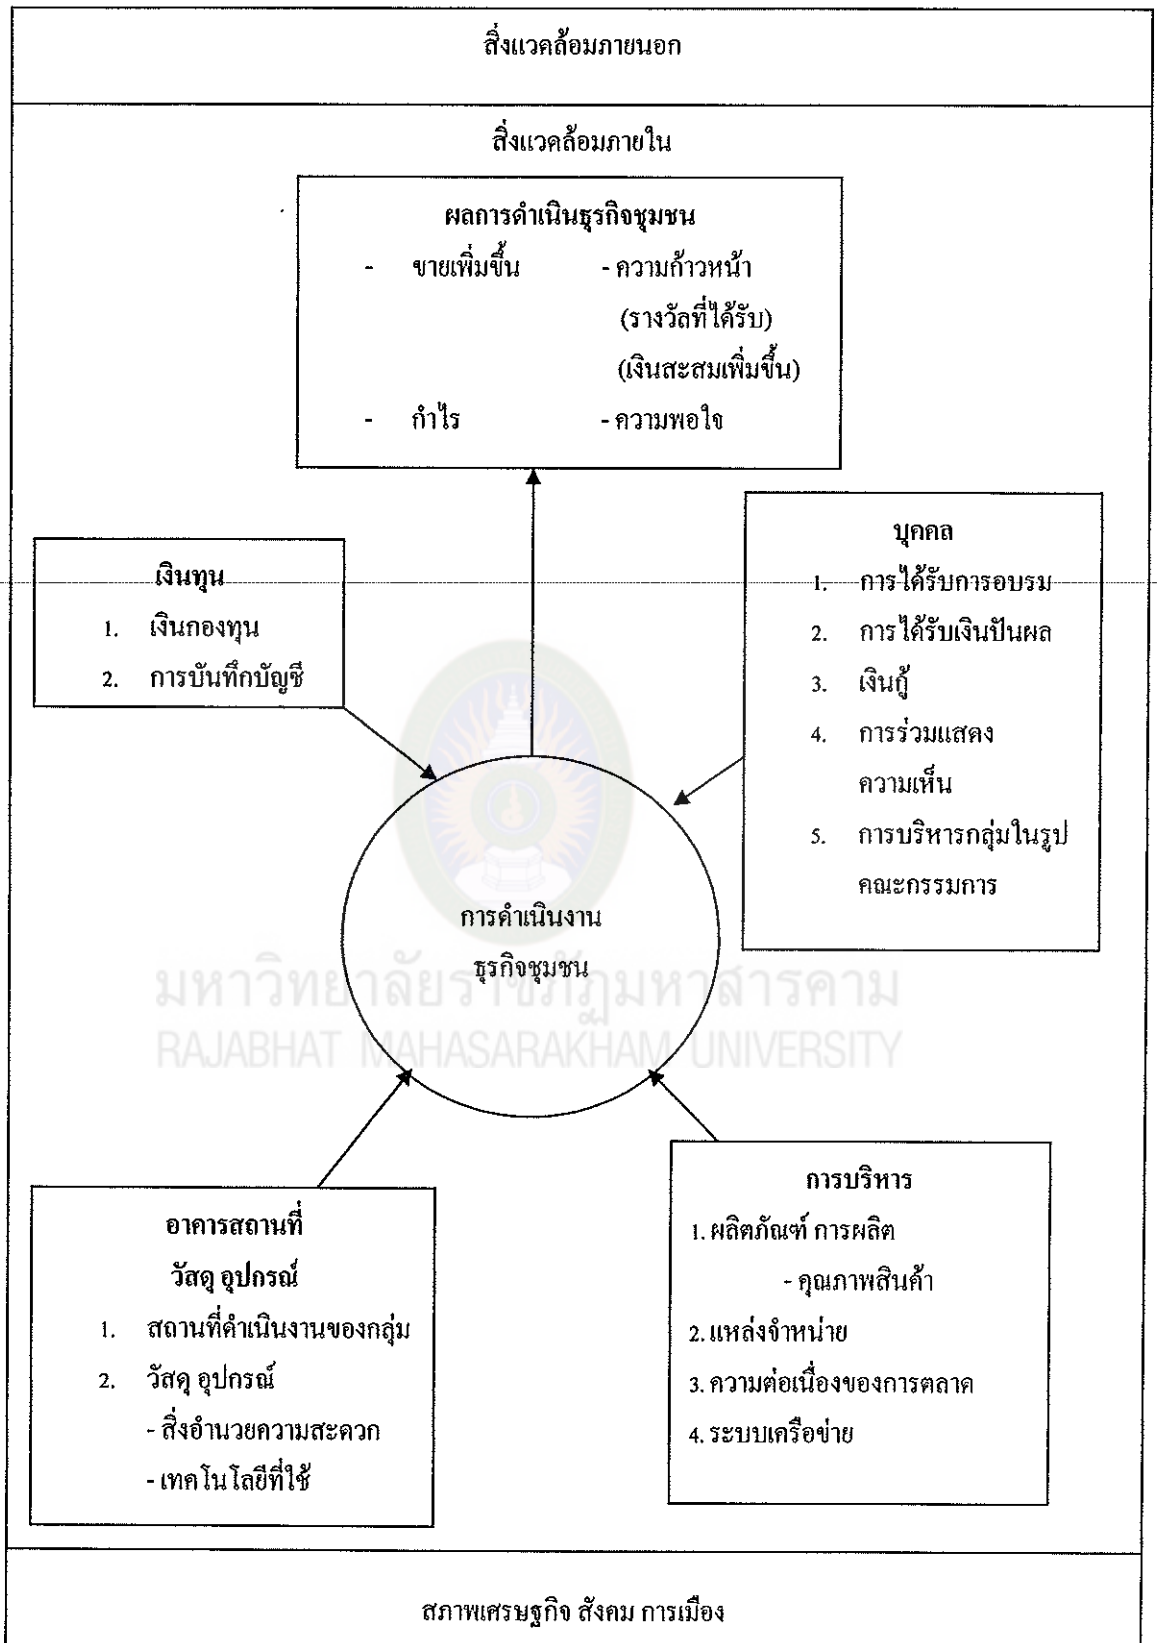 สิ่งแวดล้อมภายนอก
สิ่งแวดล้อมภายใน
ผลการดำเนินธุรกิจชุมชน
- ขายเพิ่มขึ้น - ความก้าวหน้า
(รางวัลที่ได้รับ)
(เงินสะสมเพิ่มขึ้น)
- กำไร - ความพอใจ
เงินทุน
1. เงินกองทุน
2. การบันทึกบัญชี
บุคคล
1. การได้รับการอบรม
2. การได้รับเงินปันผล
3. เงินกู้
4. การร่วมแสดง
ความเห็น
5. การบริหารกลุ่มในรูป
คณะกรรมการ
การดำเนินงาน
ธุรกิจชุมชน
มหาวิทยาลัยราชภัฏมหาสารคาม
RAJABHAT MAHASARAKHAM UNIVERSITY
อาคารสถานที่
วัสดุ อุปกรณ์
1. สถานที่ดำเนินงานของกลุ่ม
2. วัสดุ อุปกรณ์
- สิ่งอำนวยความสะดวก
- เทคโนโลยีที่ใช้
การบริหาร
1. ผลิตภัณฑ์ การผลิต
- คุณภาพสินค้า
2. แหล่งจำหน่าย
3. ความต่อเนื่องของการตลาด
4. ระบบเครือข่าย
สภาพเศรษฐกิจ สังคม การเมือง